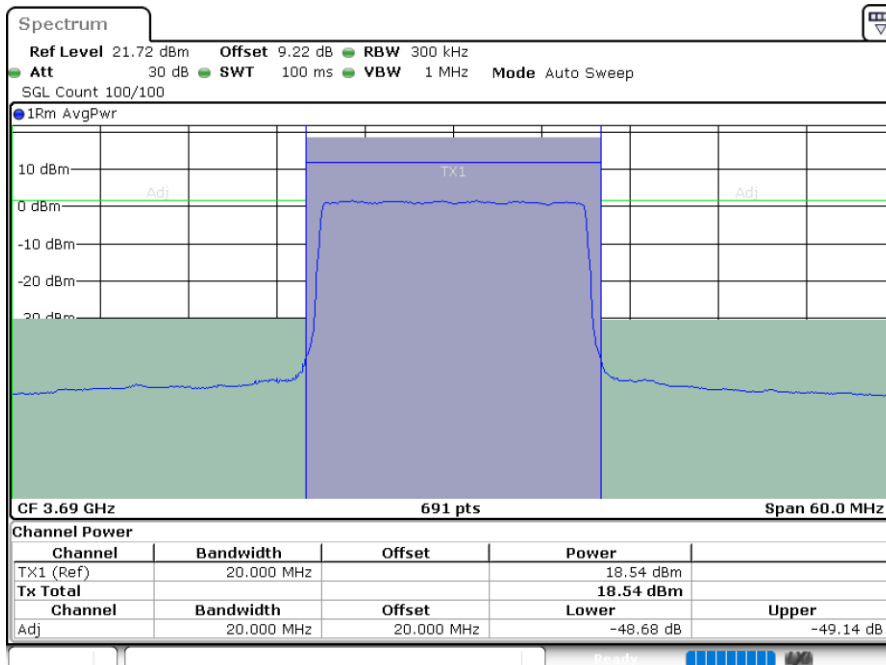 Spectrum
Ref Level 21.72 dBm Offset 9.22 dB RBW 300 kHz
Att 30 dB SWT 100 ms VBW 1 MHz Mode Auto Sweep
SGL Count 100/100
1Rm AvgPwr
10 dBm
TX1
Adj
Adj
0 dBm
-10 dBm
-20 dBm
-30 dBm
CF 3.69 GHz 691 pts Span 60.0 MHz
Channel Power
Channel Bandwidth Offset Power
TX1 (Ref) 20.000 MHz 18.54 dBm
Tx Total 18.54 dBm
Channel Bandwidth Offset Lower Upper
Adj 20.000 MHz 20.000 MHz -48.68 dB -49.14 dB
Ready